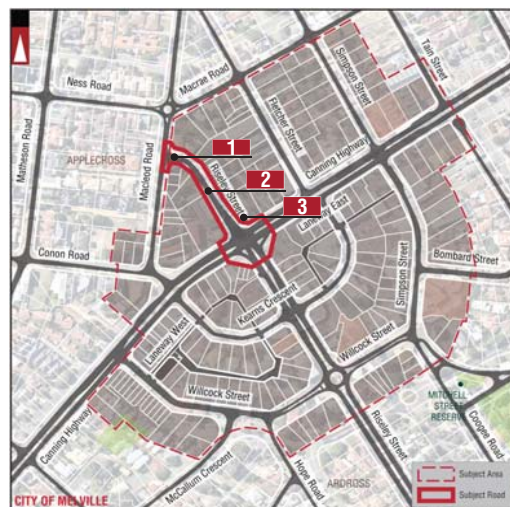 Ness Road
Macrae Road
Simpson Street
Tain Street
Fletcher Street
Canning Highway
Matheson Road
APPLECROSS
Macleod Road
1
Riseley Street
2
3
Laneway East
Conon Road
Simpson Street
Bombard Street
Kearns Crescent
Laneway West
Willcock Street
Willcock Street
MITCHELL
STREET
RESERVE
Canning Highway
Riseley Street
Coogee Road
McCallum Crescent
Hope Road
ARDROSS
Subject Area
Subject Road
CITY OF MELVILLE